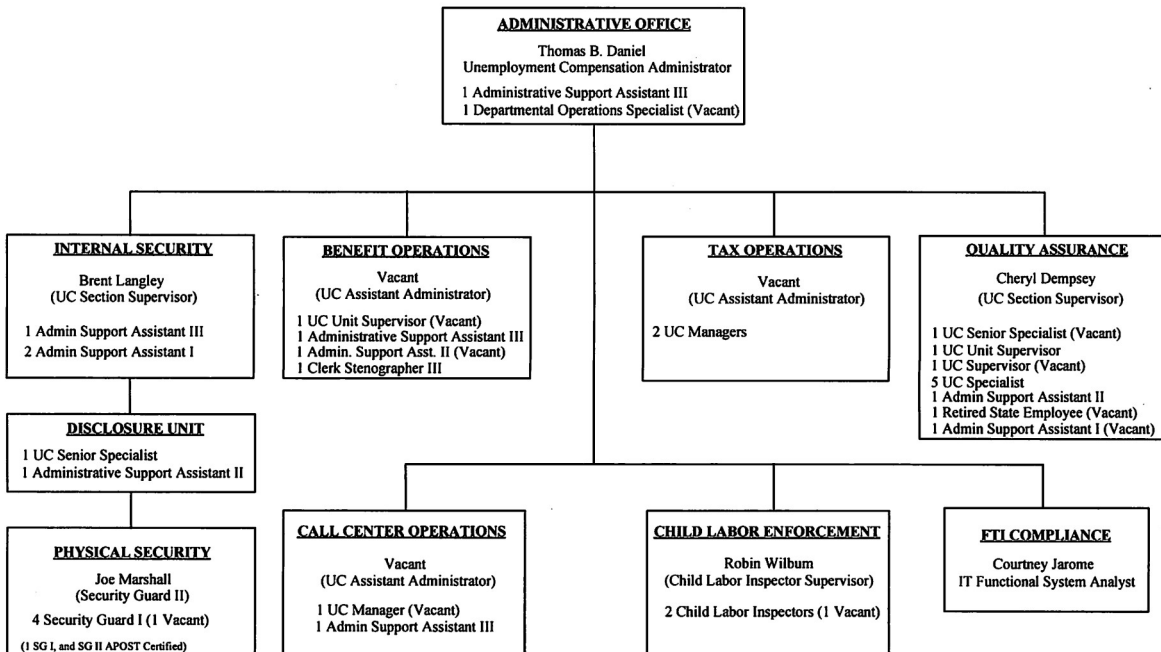 ADMINISTRATIVE OFFICE
Thomas B. Daniel
Unemployment Compensation Administrator
1 Administrative Support Assistant III
1 Departmental Operations Specialist (Vacant)
INTERNAL SECURITY
Brent Langley
(UC Section Supervisor)
1 Admin Support Assistant III
2 Admin Support Assistant I
BENEFIT OPERATIONS
Vacant
(UC Assistant Administrator)
1 UC Unit Supervisor (Vacant)
1 Administrative Support Assistant III
1 Admin. Support Asst. II (Vacant)
1 Clerk Stenographer III
TAX OPERATIONS
Vacant
(UC Assistant Administrator)
2 UC Managers
QUALITY ASSURANCE
Cheryl Dempsey
(UC Section Supervisor)
1 UC Senior Specialist (Vacant)
1 UC Unit Supervisor
1 UC Supervisor (Vacant)
5 UC Specialist
1 Admin Support Assistant II
1 Retired State Employee (Vacant)
1 Admin Support Assistant I (Vacant)
DISCLOSURE UNIT
1 UC Senior Specialist
1 Administrative Support Assistant II
PHYSICAL SECURITY
Joe Marshall
(Security Guard II)
4 Security Guard I (1 Vacant)
(1 SG I, and SG II APOST Certified)
CALL CENTER OPERATIONS
Vacant
(UC Assistant Administrator)
1 UC Manager (Vacant)
1 Admin Support Assistant III
CHILD LABOR ENFORCEMENT
Robin Wilbum
(Child Labor Inspector Supervisor)
2 Child Labor Inspectors (1 Vacant)
FTI COMPLIANCE
Courtney Jarome
IT Functional System Analyst